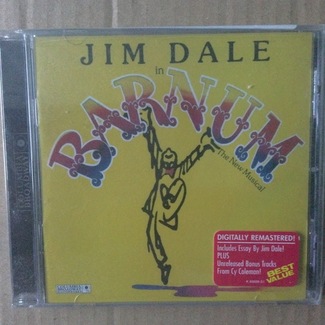 JIM DALE
in
BARNUM
The New Musical
DIGITALLY REMASTERED!
Includes Essay By Jim Dale!
PLUS
Unreleased Bonus Tracks
From Cy Coleman!
BEST
VALUE